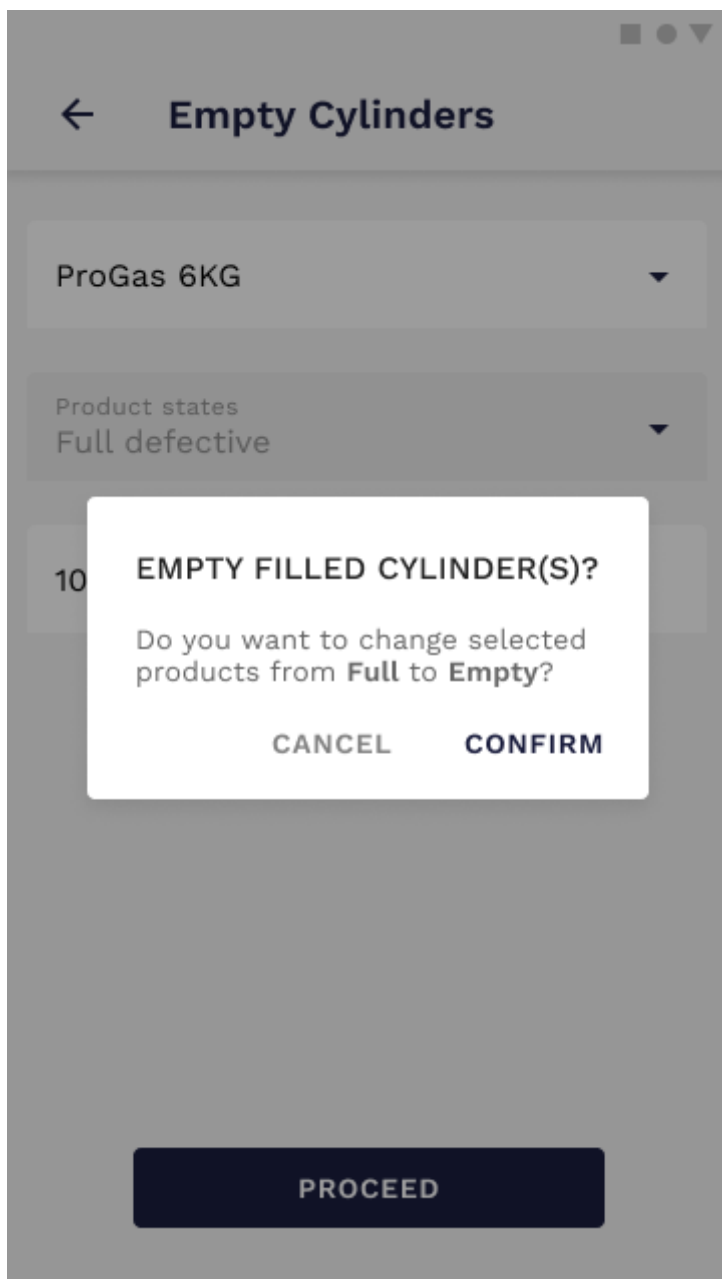 Empty Cylinders
ProGas 6KG
Product states
Full defective
10
EMPTY FILLED CYLINDER(S)?
Do you want to change selected
products from Full to Empty?
CANCEL CONFIRM
PROCEED